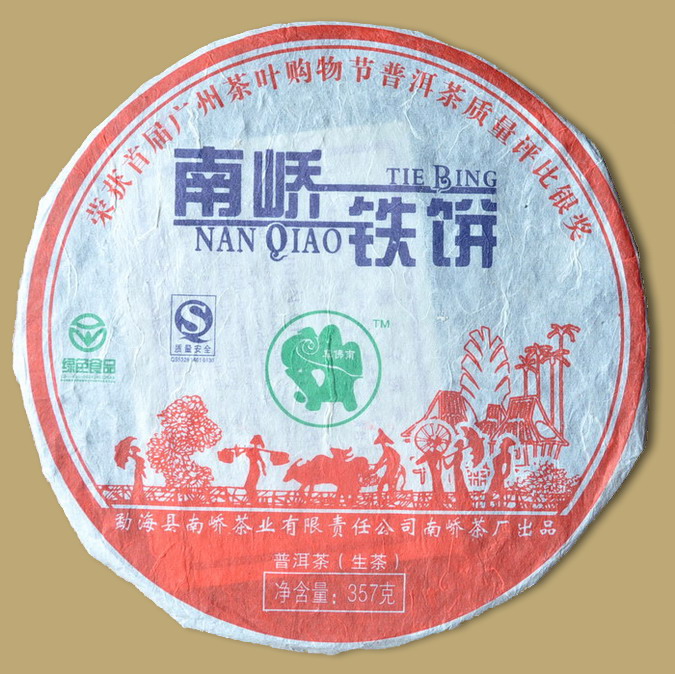 荣获首届广州茶叶购物节普洱茶质量评比银奖
南峤铁饼
TIE BING
NAN QIAO
TM
绿色食品
质量安全
勐海县南峤茶业有限责任公司南峤茶厂出品
普洱茶（生茶）
净含量：357克